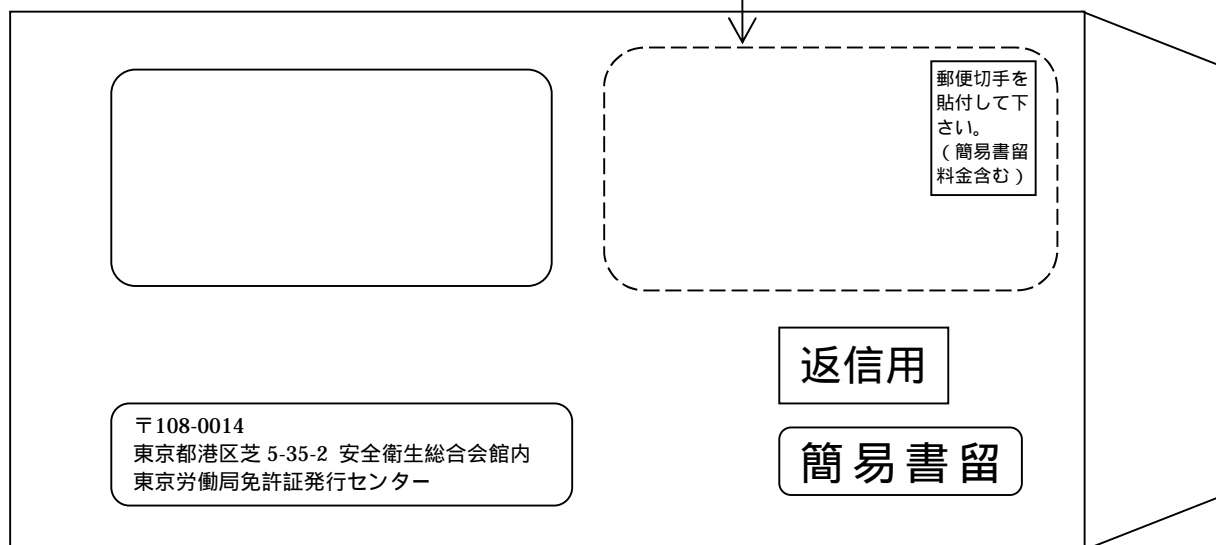 郵便切手を
貼付して下
さい。
（簡易書留
料金含む）
返信用
簡易書留
〒108-0014
東京都港区芝 5-35-2 安全衛生総合会館内
東京労働局免許証発行センター